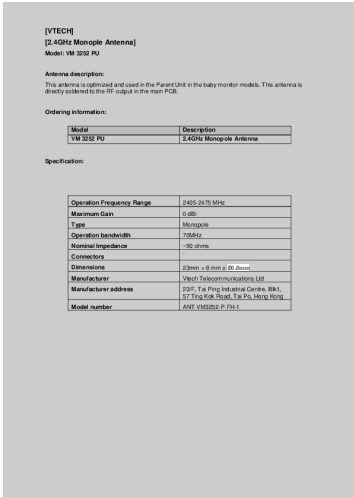 [VTECH]
[2.4GHz Monople Antenna]
Model: VM 3252 PU
Antenna description:
This antenna is optimized and used in the Parent Unit in the baby monitor models. This antenna is
directly soldered to the RF output in the main PCB.
Ordering information:
Model Description
VM 3252 PU 2.4GHz Monopole Antenna
Specification:
Operation Frequency Range 2405-2475 MHz
Maximum Gain 0 dBi
Type Monopole
Operation bandwidth 70MHz
Nominal Impedance ~50 ohms
Connectors -
Dimensions 23mm × 8 mm x
Manufacturer Vtech Telecommunications Ltd
Manufacturer address 23/F, Tai Ping Industrial Centre, Blk1,
57 Ting Kok Road, Tai Po, Hong Kong
Model number ANT-VM3252-P-FH-1